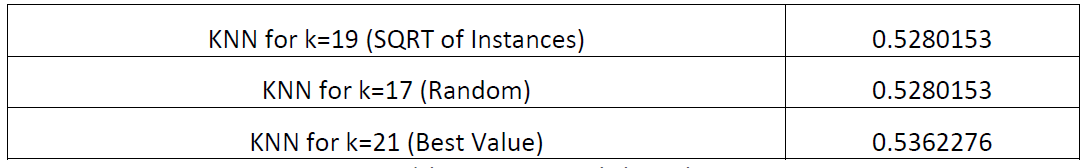 KNN for k=19 (SQRT of Instances) 0.5280153
KNN for k=17 (Random) 0.5280153
KNN for k=21 (Best Value) 0.5362276